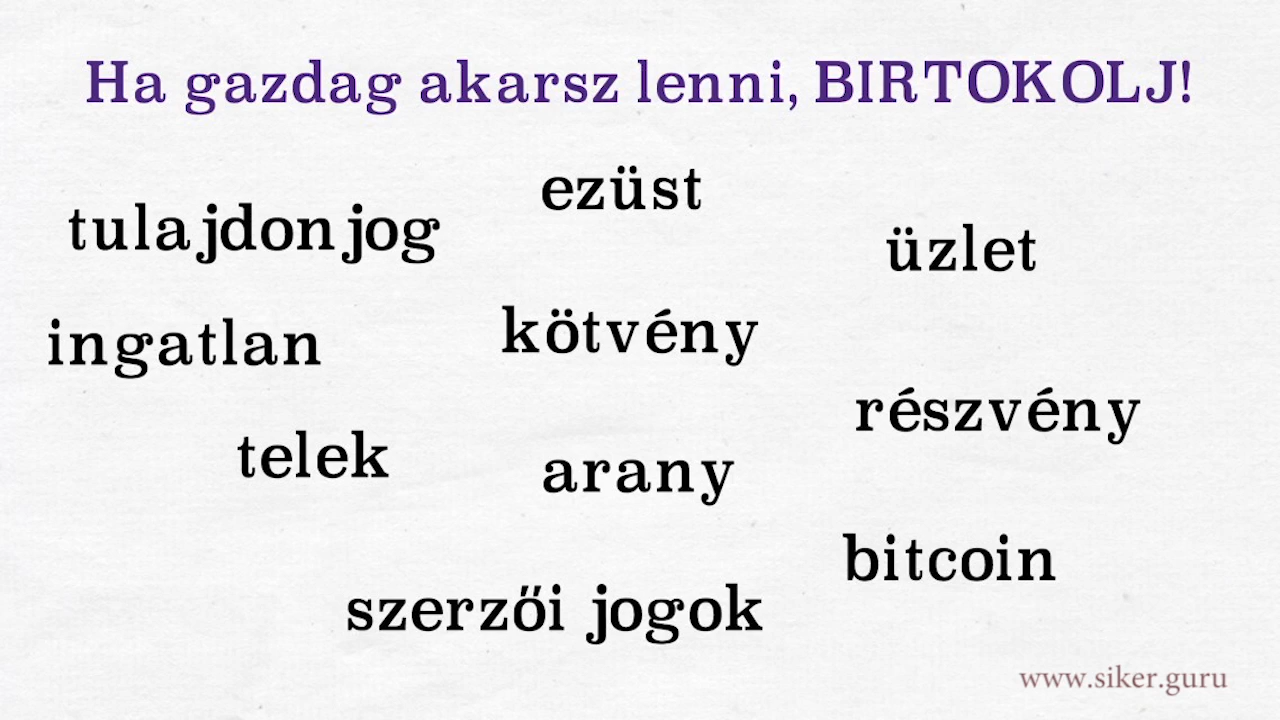 Ha gazdag akarsz lenni, BIRTOKOLJ!
ezüst
tulajdonjog
üzlet
kötvény
ingatlan
részvény
telek
arany
bitcoin
szerzői jogok
www.siker.guru